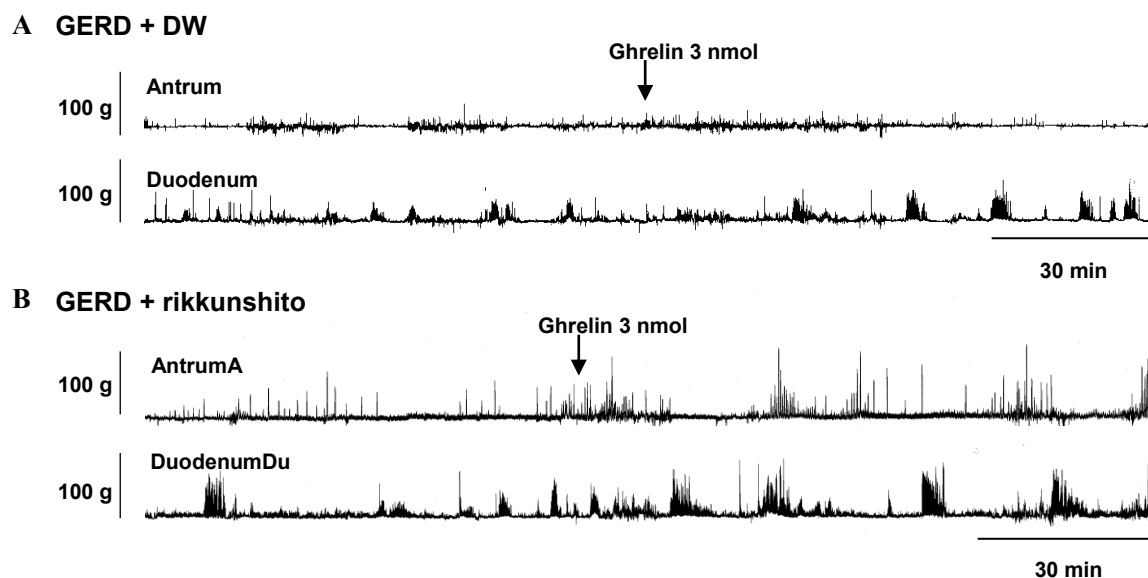 A GERD + DW
Ghrelin 3 nmol
Antrum
100 g
Duodenum
100 g
30 min
B GERD + rikkunshito
Ghrelin 3 nmol
AntrumA
100 g
DuodenumDu
100 g
30 min